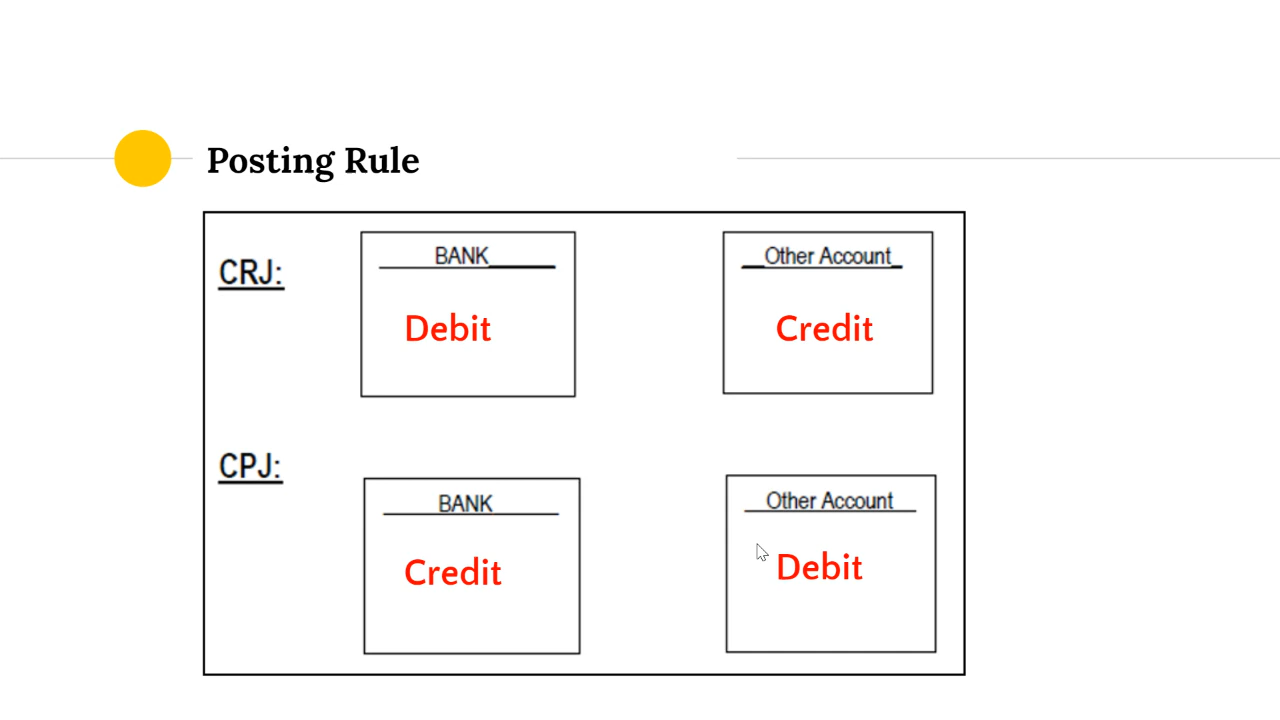 Posting Rule
CRJ:
BANK
Other Account
Debit
Credit
CPJ:
BANK
Other Account
Credit
Debit